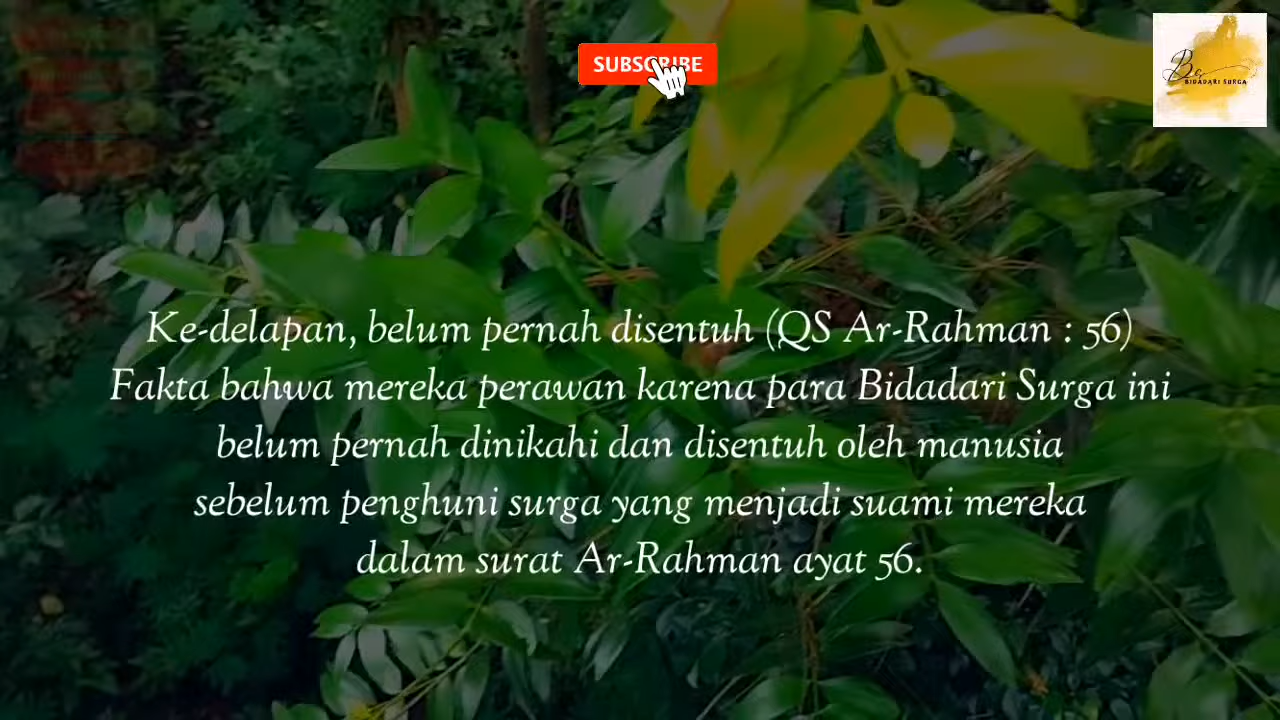 SUBSCRIBE
Be
BIDADARI SURGA
Ke-delapan, belum pernah disentuh (QS Ar-Rahman : 56)
Fakta bahwa mereka perawan karena para Bidadari Surga ini
belum pernah dinikahi dan disentuh oleh manusia
sebelum penghuni surga yang menjadi suami mereka
dalam surat Ar-Rahman ayat 56.